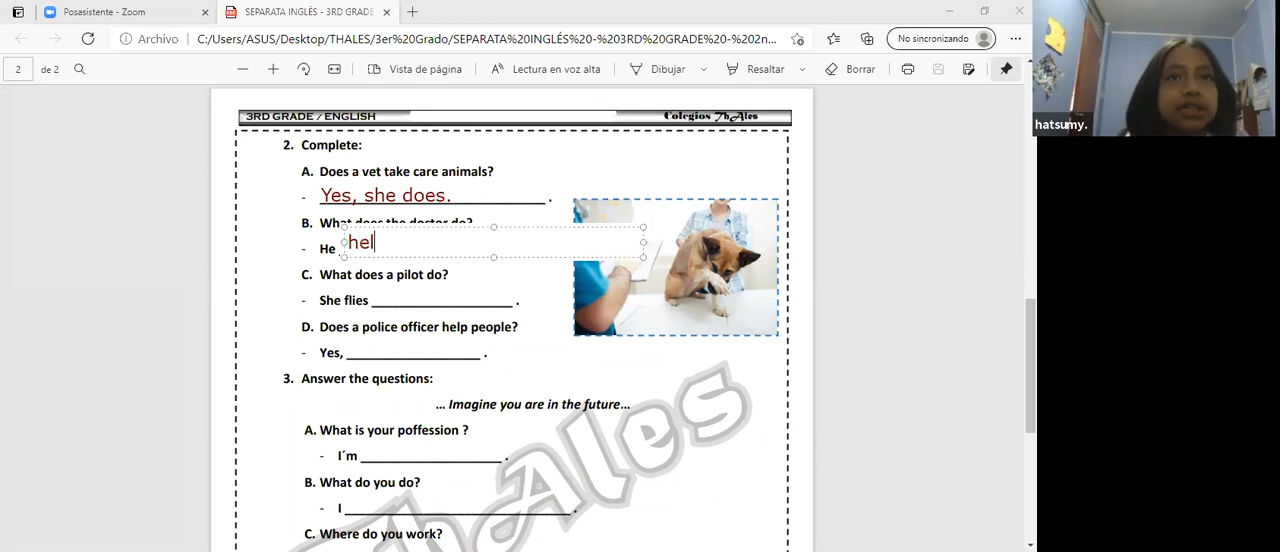 Posasistente - Zoom
SEPARATA INGLÉS - 3RD GRADE
Archivo
C:/Users/ASUS/Desktop/THALES/3er%20Grado/SEPARATA%20INGLÉS%20-%203RD%20GRADE%20-%202n...
No sincronizando
2 de 2
Vista de página
Lectura en voz alta
Dibujar
Resaltar
Borrar
hatsumy.
3RD GRADE / ENGLISH
Colegios ThAles
2. Complete:
A. Does a vet take care animals?
- Yes, she does. .
B. What does the doctor do?
- He hel
C. What does a pilot do?
- She flies ____________________ .
D. Does a police officer help people?
- Yes, ___________________ .
3. Answer the questions:
... Imagine you are in the future...
A. What is your poffession ?
- I´m ____________________ .
B. What do you do?
- I ________________________________ .
C. Where do you work?
ThAles